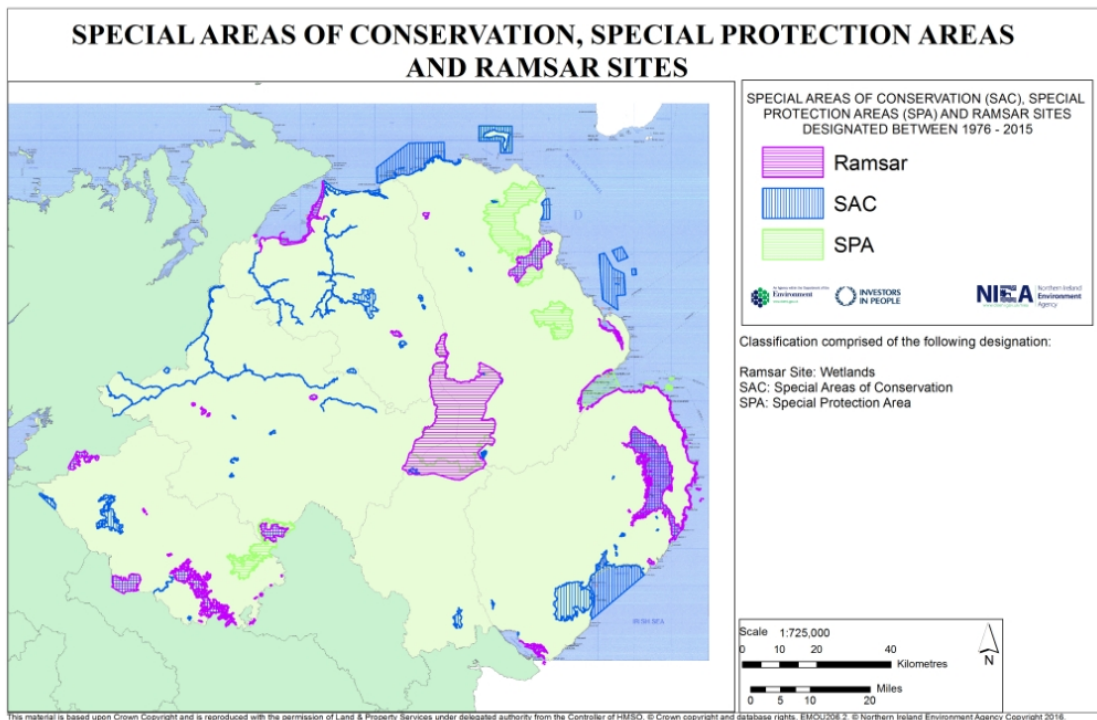 SPECIAL AREAS OF CONSERVATION, SPECIAL PROTECTION AREAS
AND RAMSAR SITES
SPECIAL AREAS OF CONSERVATION (SAC), SPECIAL
PROTECTION AREAS (SPA) AND RAMSAR SITES
DESIGNATED BETWEEN 1976 - 2015
Ramsar
SAC
SPA
Environment
INVESTORS
IN PEOPLE
NIEA
Northern Ireland
Environment
Agency
Classification comprised of the following designation:
Ramsar Site: Wetlands
SAC: Special Areas of Conservation
SPA: Special Protection Area
Scale 1:725,000
0 10 20 40
Kilometres
Miles
0 5 10 20
N
This material is based upon Crown Copyright and is reproduced with the permission of Land & Property Services under delegated authority from the Controller of HMSO, © Crown copyright and database rights, EMOU206.2. © Northern Ireland Environment Agency Copyright 2016.